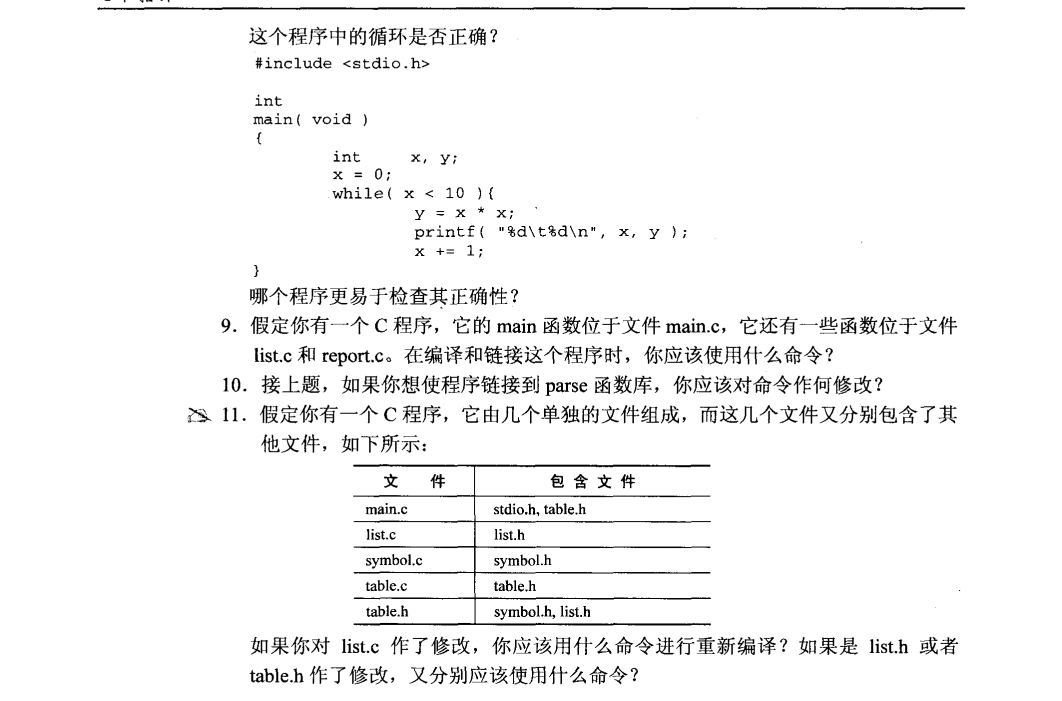 这个程序中的循环是否正确？
#include <stdio.h>
int
main( void )
{
int x, y;
x = 0;
while( x < 10 ){
y = x * x;
printf( "%d\t%d\n", x, y );
x += 1;
}
哪个程序更易于检查其正确性？
9．假定你有一个 C 程序，它的 main 函数位于文件 main.c，它还有一些函数位于文件
list.c 和 report.c。在编译和链接这个程序时，你应该使用什么命令？
10．接上题，如果你想使程序链接到 parse 函数库，你应该对命令作何修改？
11．假定你有一个 C 程序，它由几个单独的文件组成，而这几个文件又分别包含了其
他文件，如下所示：
文 件 包 含 文 件
main.c stdio.h, table.h
list.c list.h
symbol.c symbol.h
table.c table.h
table.h symbol.h, list.h
如果你对 list.c 作了修改，你应该用什么命令进行重新编译？如果是 list.h 或者
table.h 作了修改，又分别应该使用什么命令？